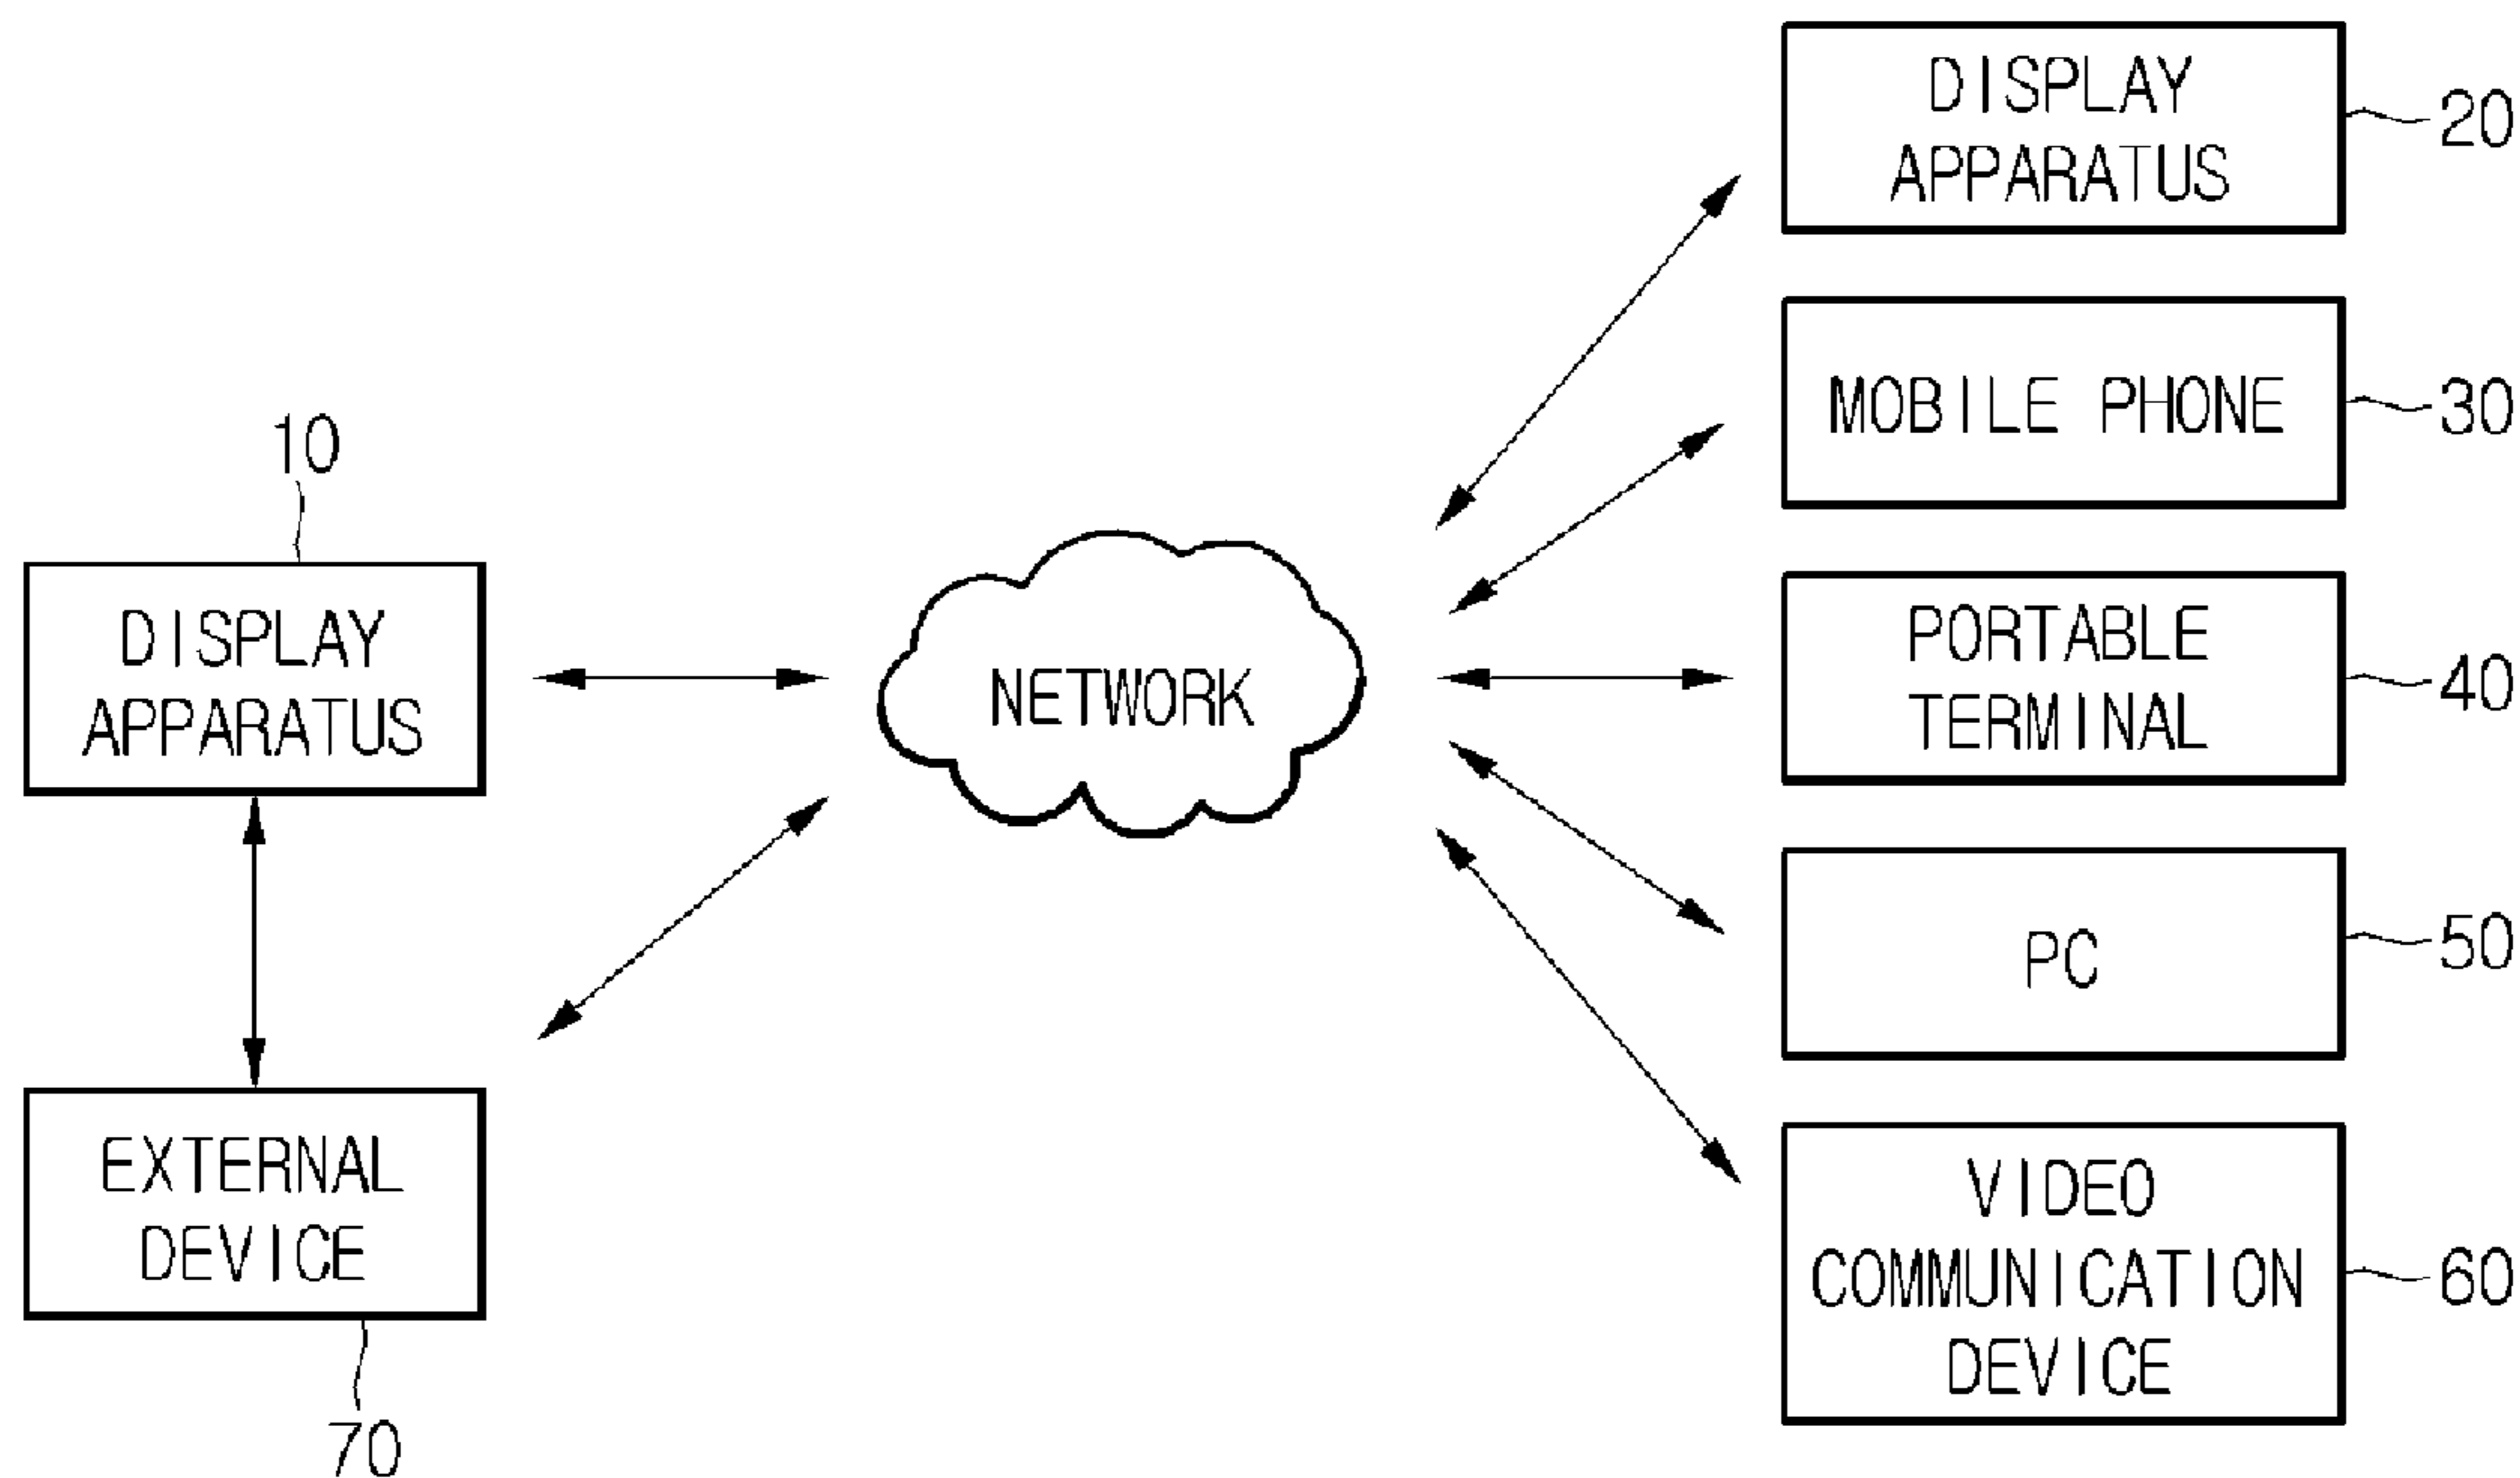 DISPLAY
APPARATUS
20
MOBILE PHONE
30
10
DISPLAY
APPARATUS
NETWORK
PORTABLE
TERMINAL
40
PC
50
EXTERNAL
DEVICE
70
VIDEO
COMMUNICATION
DEVICE
60